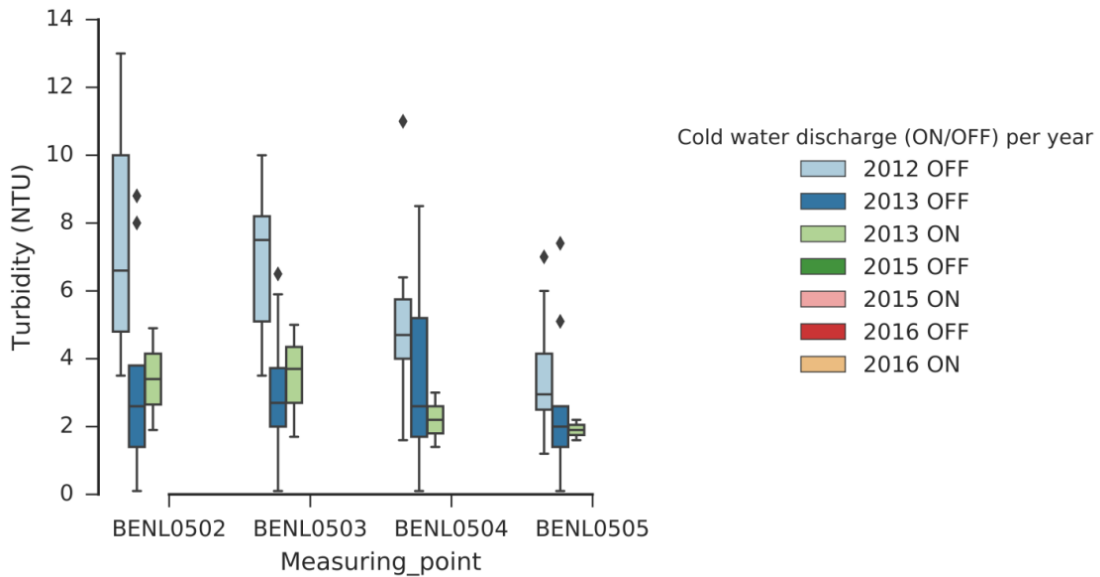 14
12
10
8
6
4
2
0
Turbidity (NTU)
BENL0502 BENL0503 BENL0504 BENL0505
Measuring_point
Cold water discharge (ON/OFF) per year
2012 OFF
2013 OFF
2013 ON
2015 OFF
2015 ON
2016 OFF
2016 ON